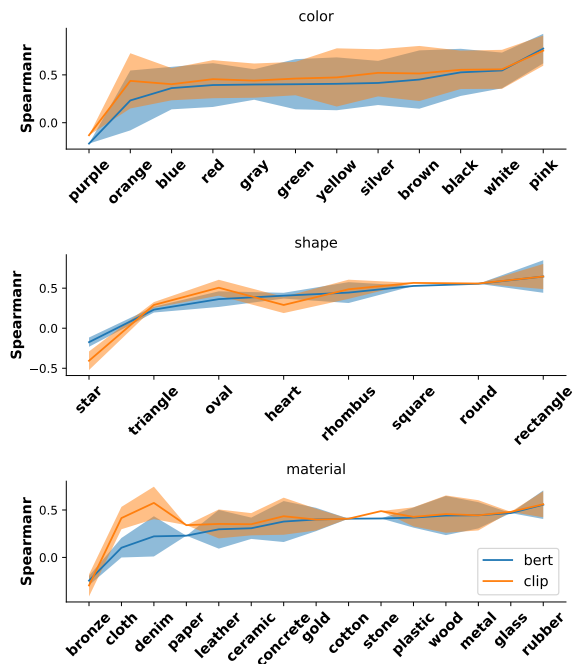 color
Spearmanr
0.5
0.0
purple orange blue red gray green yellow silver brown black white pink
shape
Spearmanr
0.5
0.0
−0.5
star triangle oval heart rhombus square round rectangle
material
Spearmanr
0.5
0.0
bert
clip
bronze cloth denim paper leather ceramic concrete gold cotton stone plastic wood metal glass rubber